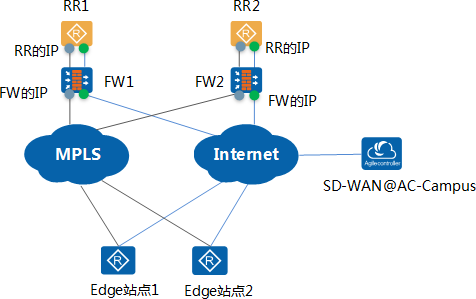 RR1
RR2
RR的IP
RR的IP
FW的IP
FW1
FW2
FW的IP
MPLS
Internet
Agile controller
SD-WAN@AC-Campus
R
R
R
R
Edge站点1
Edge站点2